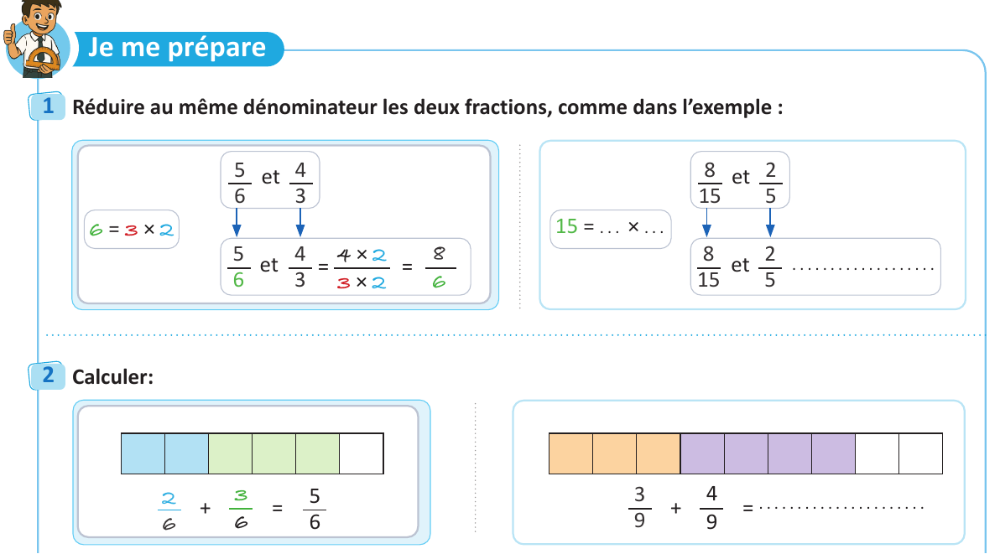 Je me prépare
1 Réduire au même dénominateur les deux fractions, comme dans l’exemple :
5/6 et 4/3
6 = 3 × 2
5/6 et 4/3 = (4 × 2)/(3 × 2) = 8/6
8/15 et 2/5
15 = ... × ...
8/15 et 2/5 ...................
2 Calculer:
2/6 + 3/6 = 5/6
3/9 + 4/9 = ......................